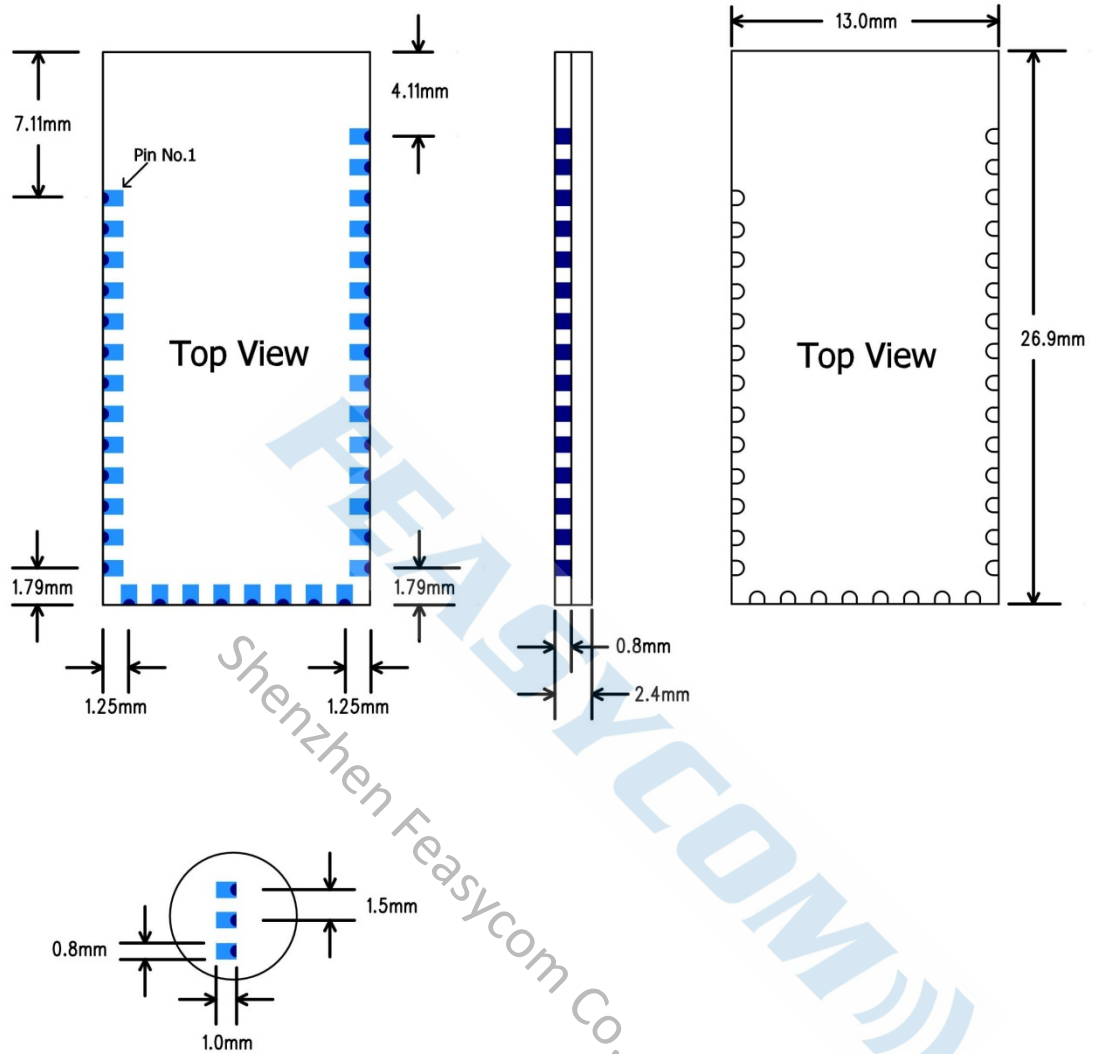 13.0mm
4.11mm
7.11mm
Pin No.1
26.9mm
Top View
Top View
1.79mm
1.79mm
0.8mm
2.4mm
1.25mm
1.25mm
FEASYCOM
Shenzhen Feasycom Co.
1.5mm
0.8mm
1.0mm